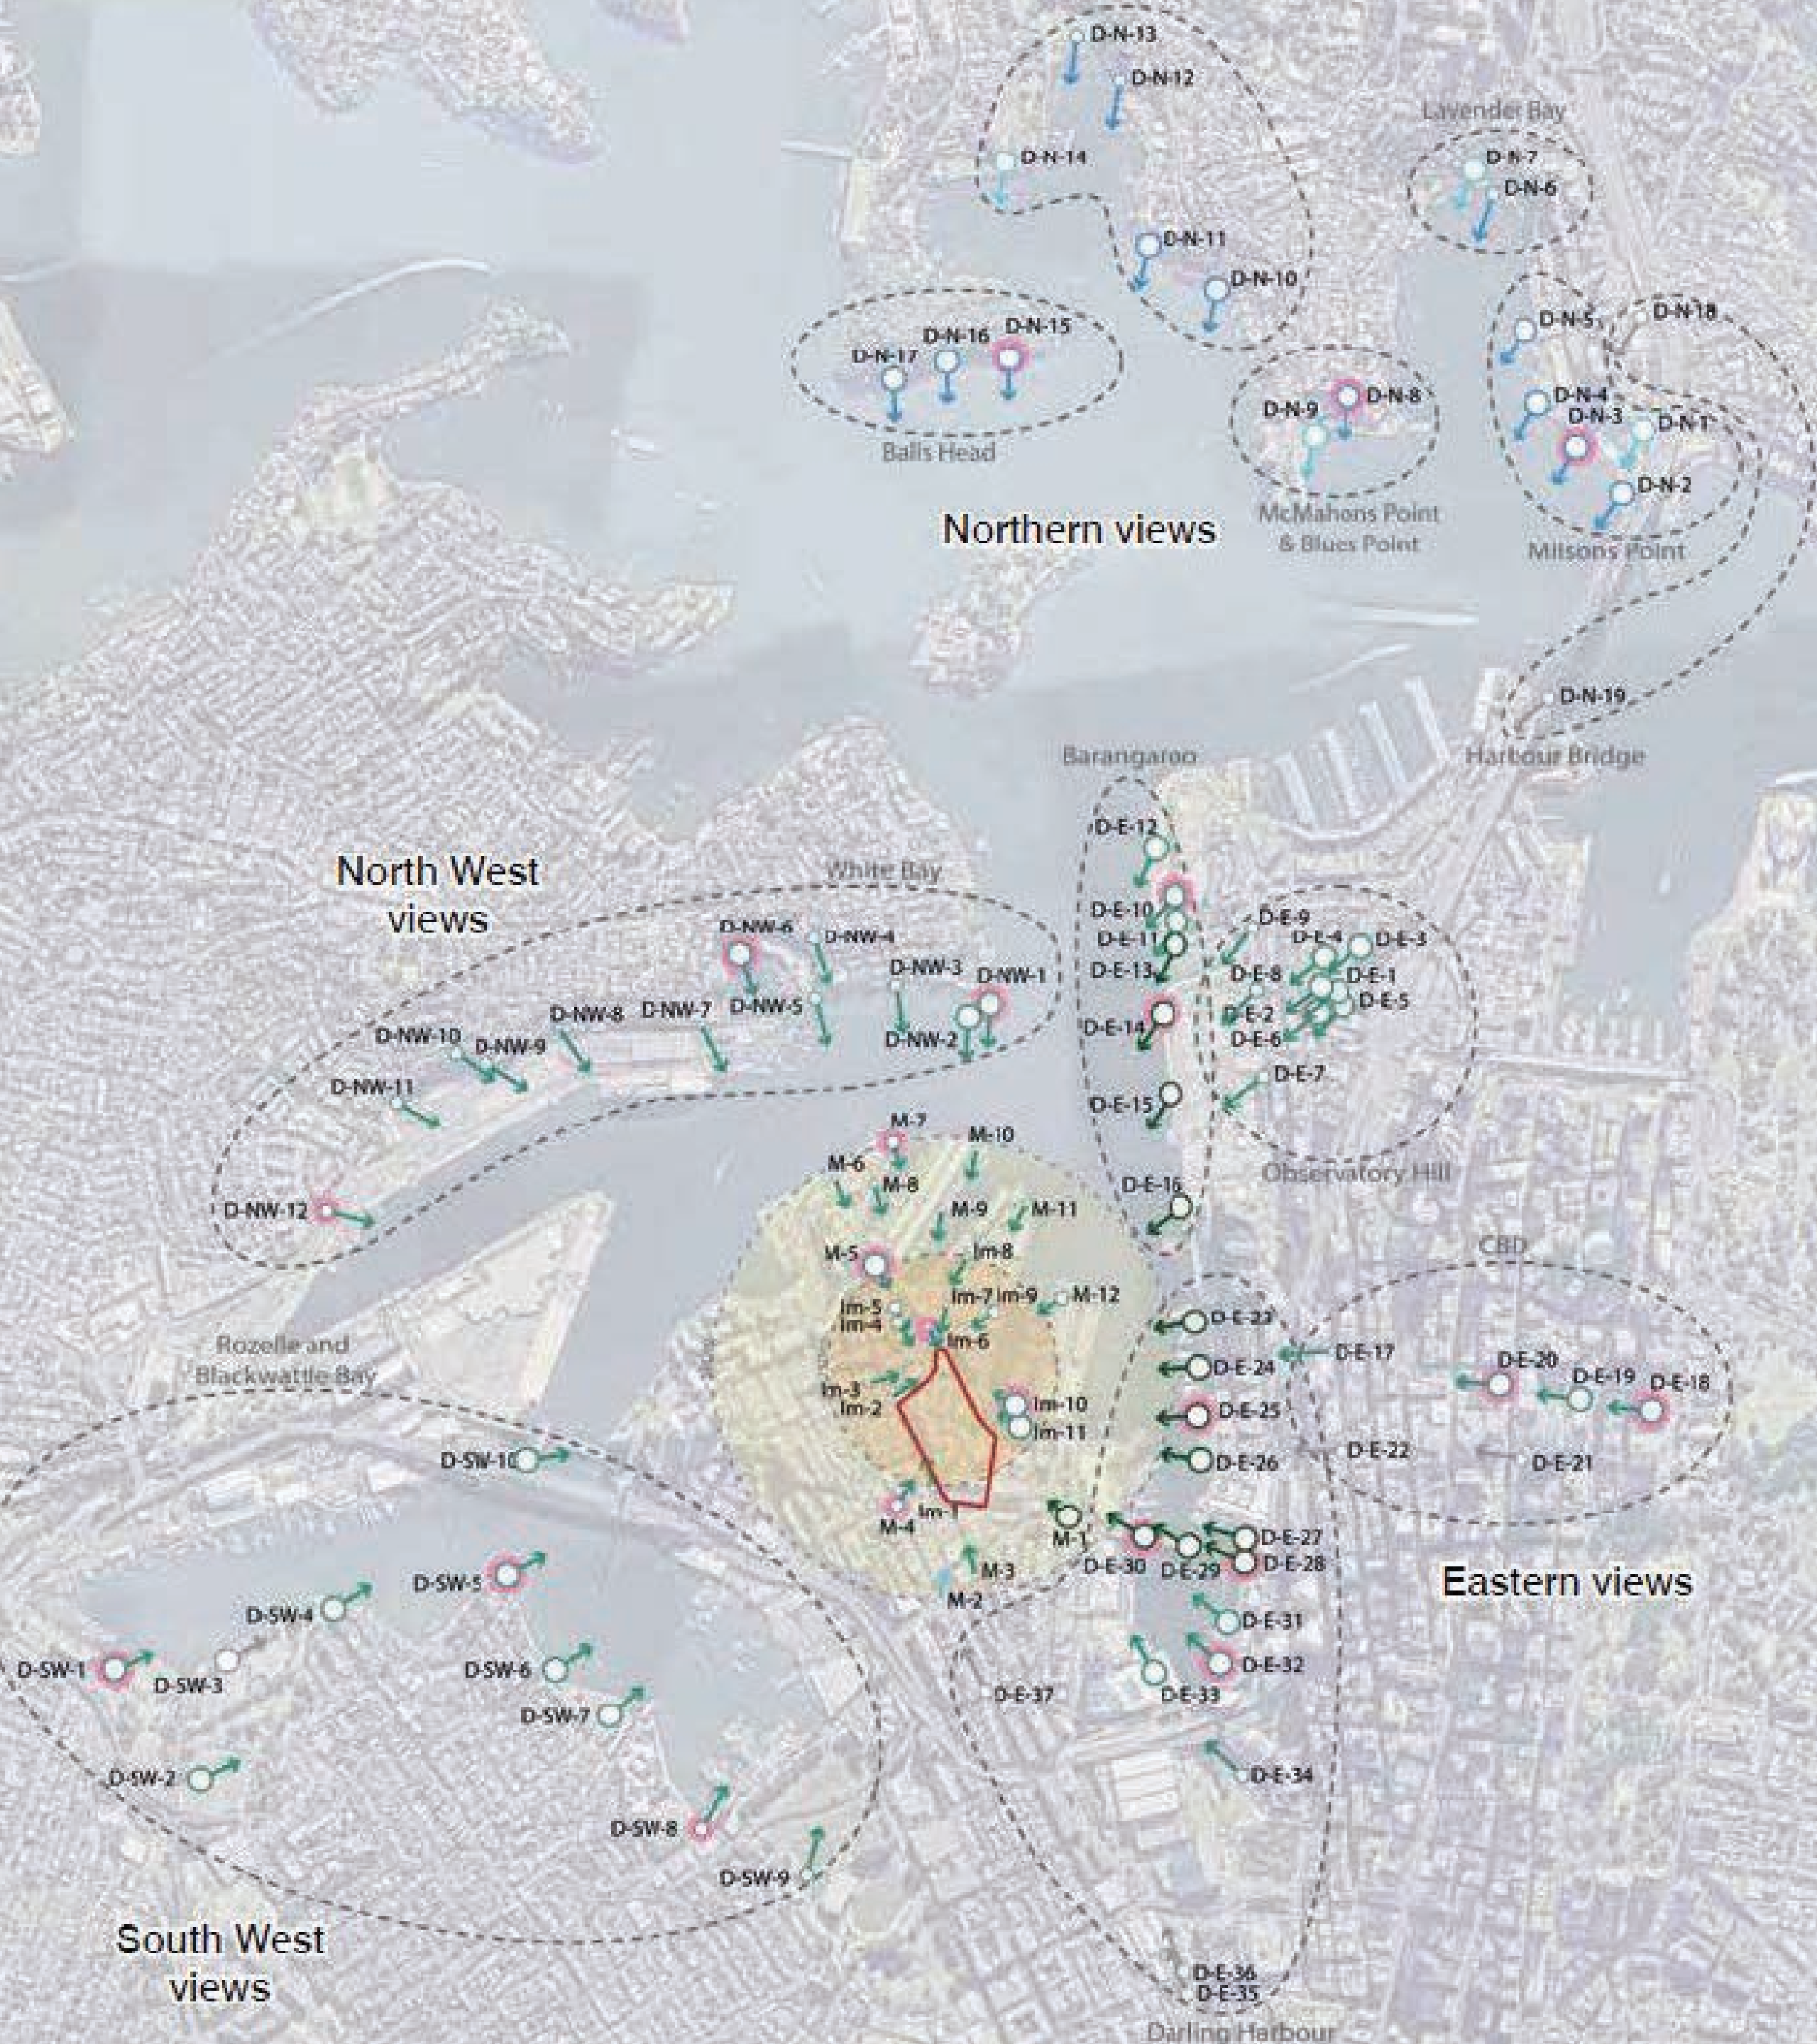 D-N-13
D-N-12
Lavender Bay
D-N-14
D-N-7
D-N-6
D-N-11
D-N-10
D-N-5
D-N-18
D-N-15
D-N-16
D-N-17
D-N-8
D-N-9
D-N-4
D-N-3
D-N-1
Balls Head
D-N-2
Northern views
McMahons Point
& Blues Point
Milsons Point
D-N-19
Barangaroo
Harbour Bridge
D-E-12
North West
views
White Bay
D-E-10
D-E-9
D-NW-6
D-NW-4
D-E-11
D-E-4
D-E-3
D-NW-3
D-NW-1
D-E-13
D-E-8
D-E-1
D-NW-8
D-NW-7
D-NW-5
D-E-5
D-E-2
D-E-14
D-NW-10
D-NW-9
D-NW-2
D-E-6
D-NW-11
D-E-7
D-E-15
M-7
M-10
M-6
Observatory Hill
M-8
D-E-16
D-NW-12
M-9
M-11
M-5
Im-8
CBD
Im-7
Im-9
M-12
Im-5
Im-4
D-E-23
Im-6
Rozelle and
Blackwattle Bay
D-E-17
D-E-24
D-E-20
D-E-19
D-E-18
Im-3
Im-2
Im-10
D-E-25
Im-11
D-E-22
D-SW-10
D-E-26
D-E-21
Im-1
M-4
M-1
D-E-27
D-E-30
D-E-29
D-E-28
M-3
D-SW-5
Eastern views
M-2
D-SW-4
D-E-31
D-SW-1
D-SW-3
D-SW-6
D-E-32
D-E-37
D-E-33
D-SW-7
D-SW-2
D-E-34
D-SW-8
D-SW-9
South West
views
D-E-36
D-E-35
Darling Harbour